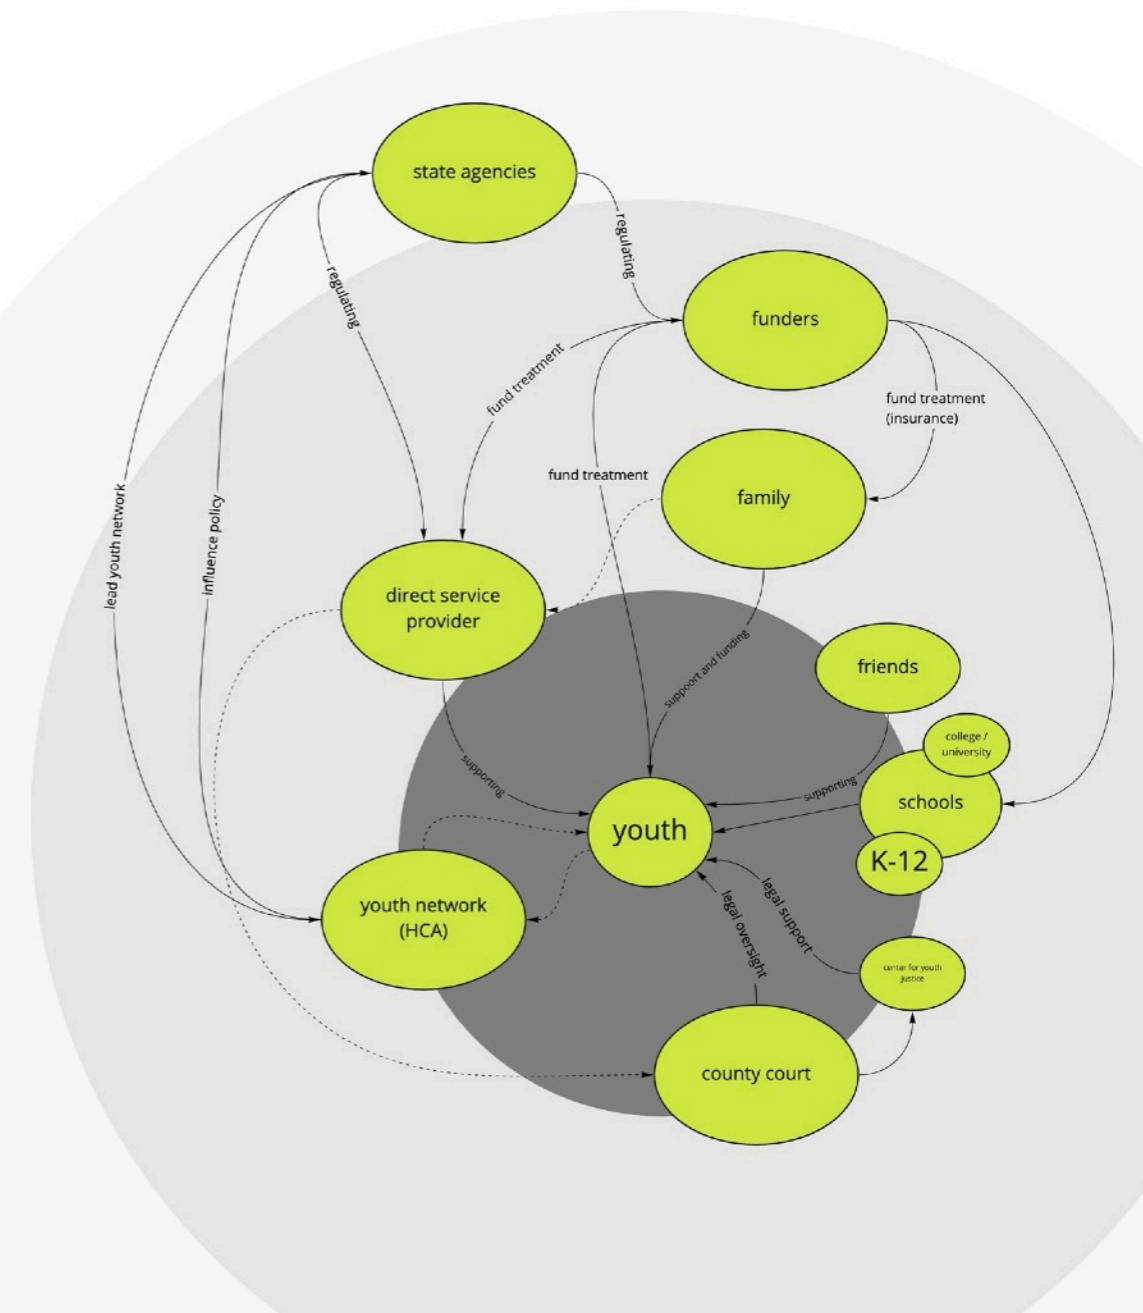 state agencies
regulating
regulating
funders
fund treatment
fund treatment
(insurance)
fund treatment
family
lead youth network
influence policy
direct service
provider
suppoort and funding
friends
college /
university
supporting
supporting
schools
youth
K-12
youth network
(HCA)
legal oversight
legal support
center for youth
justice
county court